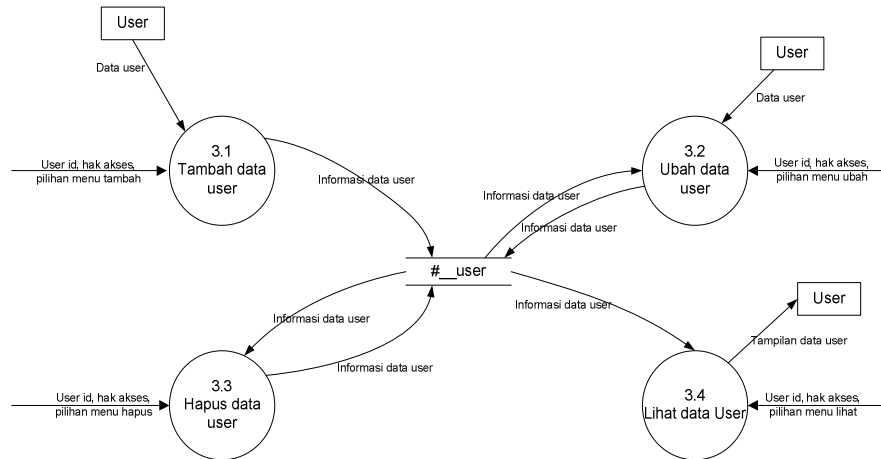 User
Data user
3.1
Tambah data
user
User id, hak akses,
pilihan menu tambah
Informasi data user
User
Data user
3.2
Ubah data
user
User id, hak akses,
pilihan menu ubah
Informasi data user
Informasi data user
#__user
Informasi data user
Informasi data user
3.3
Hapus data
user
User id, hak akses,
pilihan menu hapus
Informasi data user
User
Tampilan data user
3.4
Lihat data User
User id, hak akses,
pilihan menu lihat